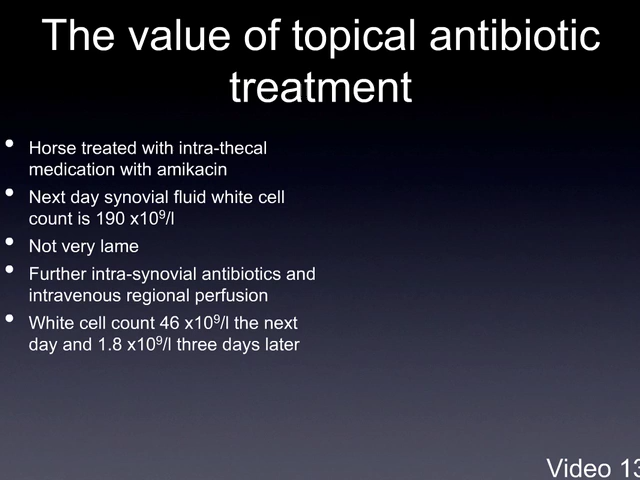 The value of topical antibiotic
treatment
• Horse treated with intra-thecal
medication with amikacin
• Next day synovial fluid white cell
count is 190 x10⁹/l
• Not very lame
• Further intra-synovial antibiotics and
intravenous regional perfusion
• White cell count 46 x10⁹/l the next
day and 1.8 x10⁹/l three days later
Video 13